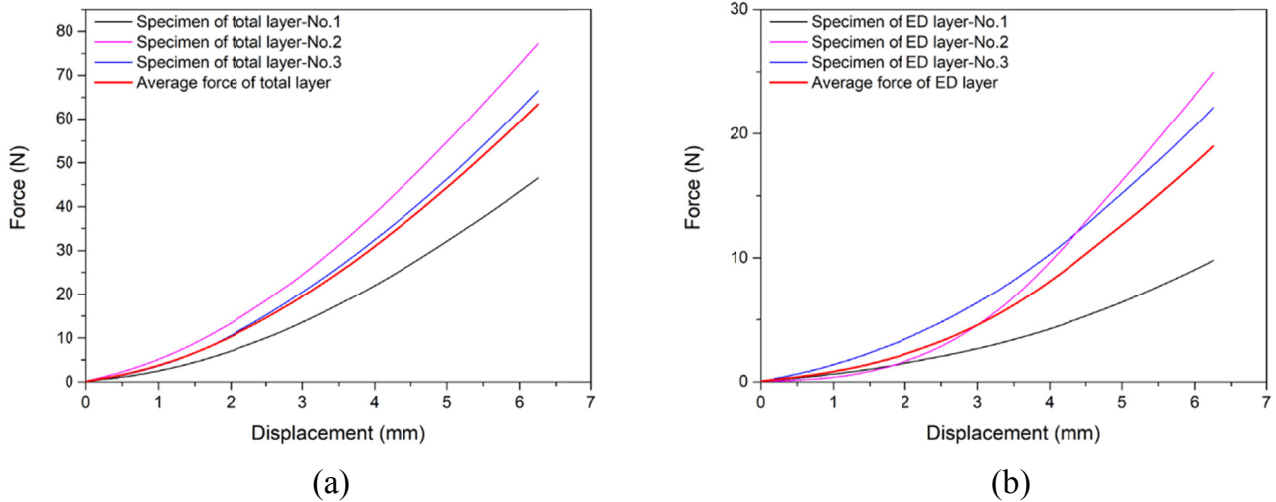 Specimen of total layer-No.1
Specimen of total layer-No.2
Specimen of total layer-No.3
Average force of total layer
Force (N)
85
80
70
60
50
40
30
20
10
0
0 1 2 3 4 5 6 7
Displacement (mm)
(a)
Specimen of ED layer-No.1
Specimen of ED layer-No.2
Specimen of ED layer-No.3
Average force of ED layer
Force (N)
30
20
10
0
0 1 2 3 4 5 6 7
Displacement (mm)
(b)